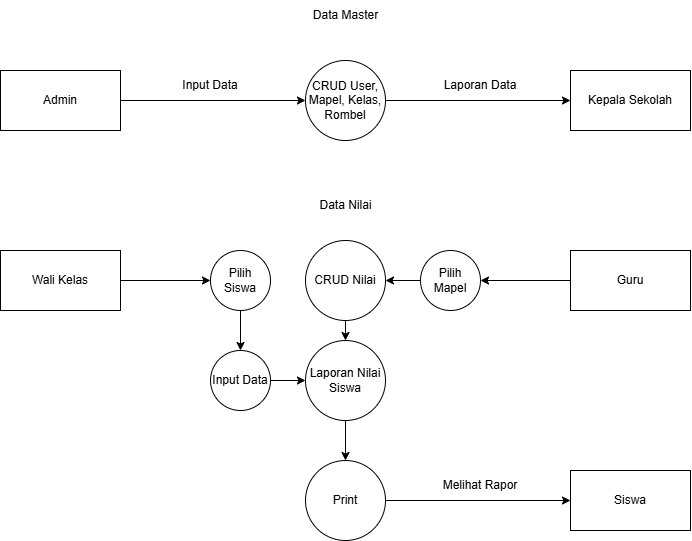 Data Master
Admin
Input Data
CRUD User,
Mapel, Kelas,
Rombel
Laporan Data
Kepala Sekolah
Data Nilai
Wali Kelas
Pilih
Siswa
CRUD Nilai
Pilih
Mapel
Guru
Input Data
Laporan Nilai
Siswa
Print
Melihat Rapor
Siswa